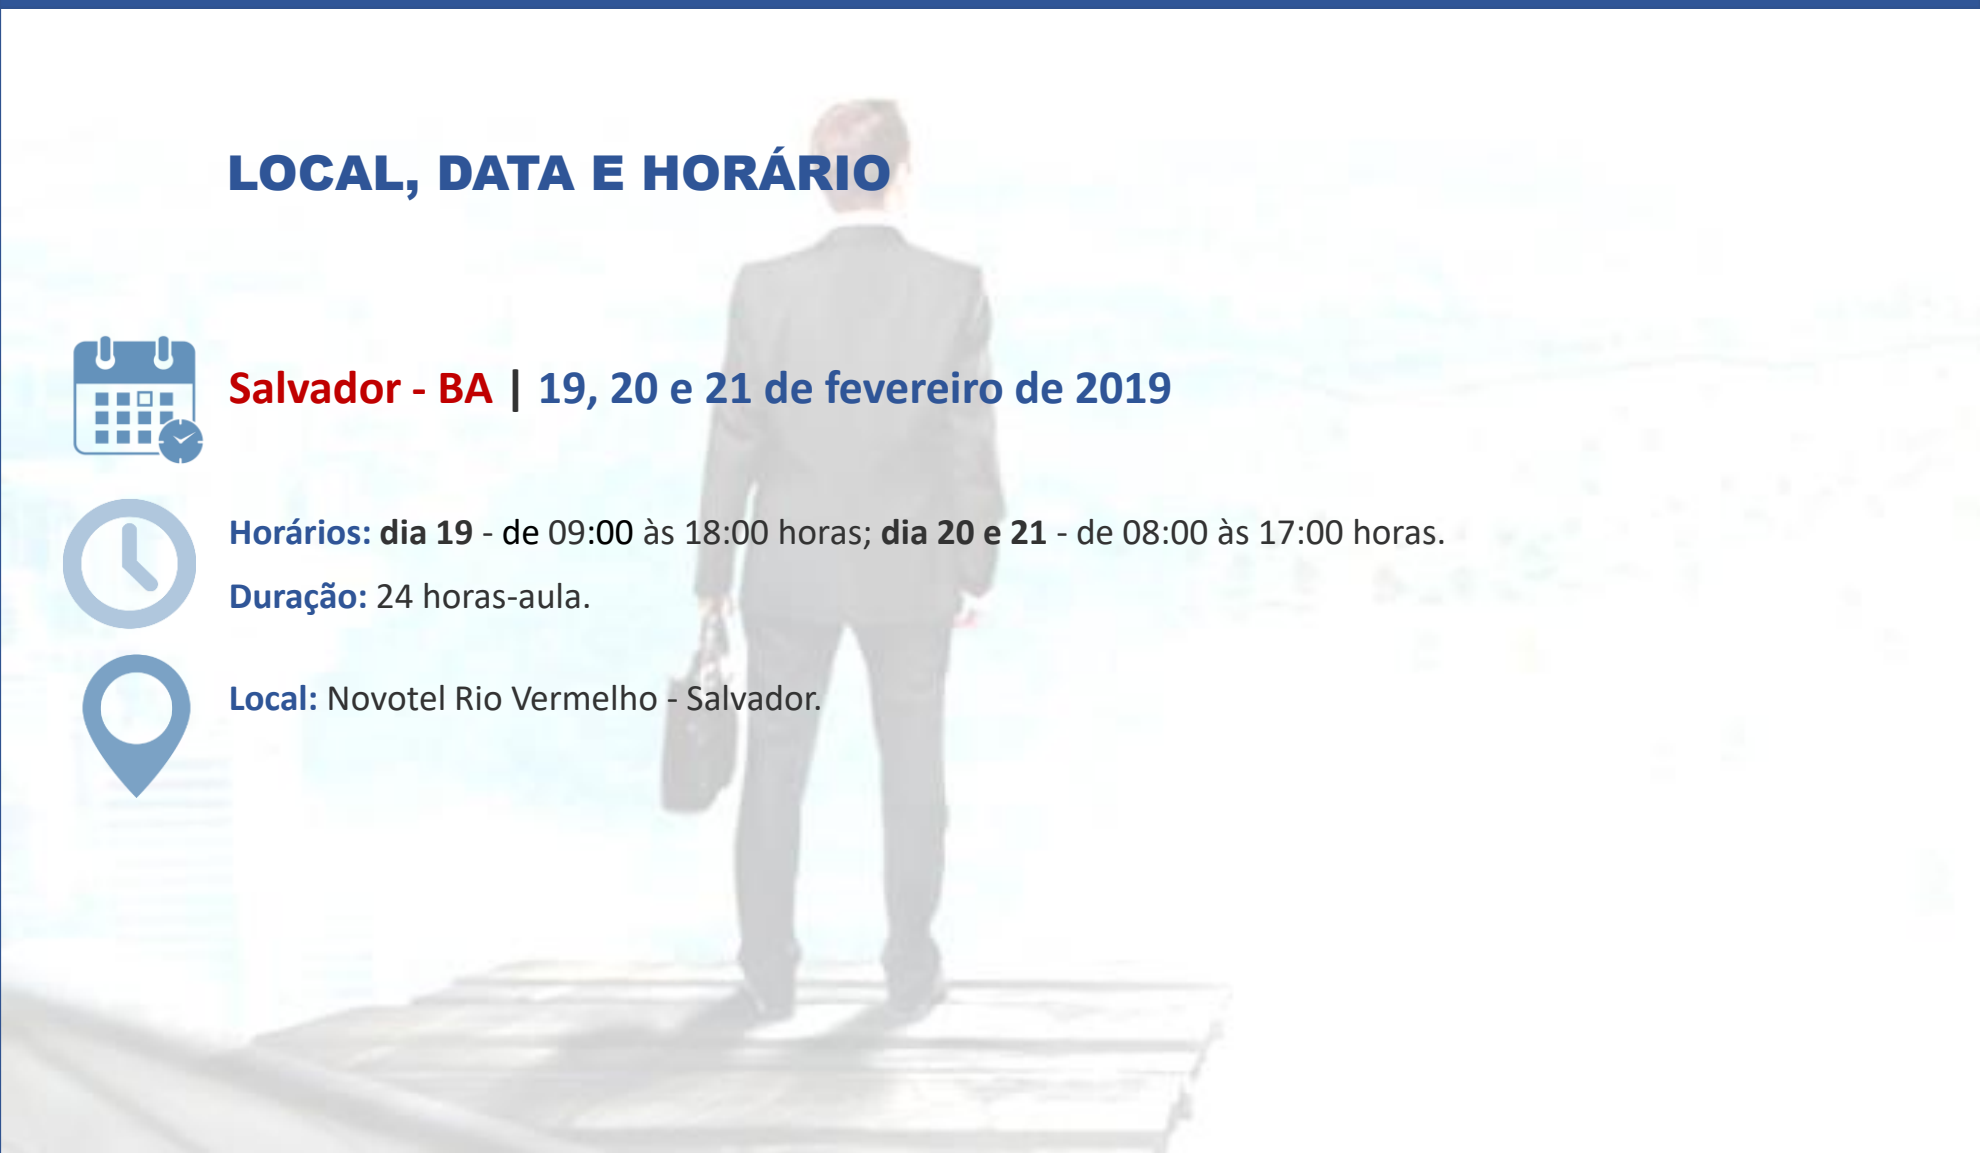 LOCAL, DATA E HORÁRIO
Salvador - BA | 19, 20 e 21 de fevereiro de 2019
Horários: dia 19 - de 09:00 às 18:00 horas; dia 20 e 21 - de 08:00 às 17:00 horas.
Duração: 24 horas-aula.
Local: Novotel Rio Vermelho - Salvador.